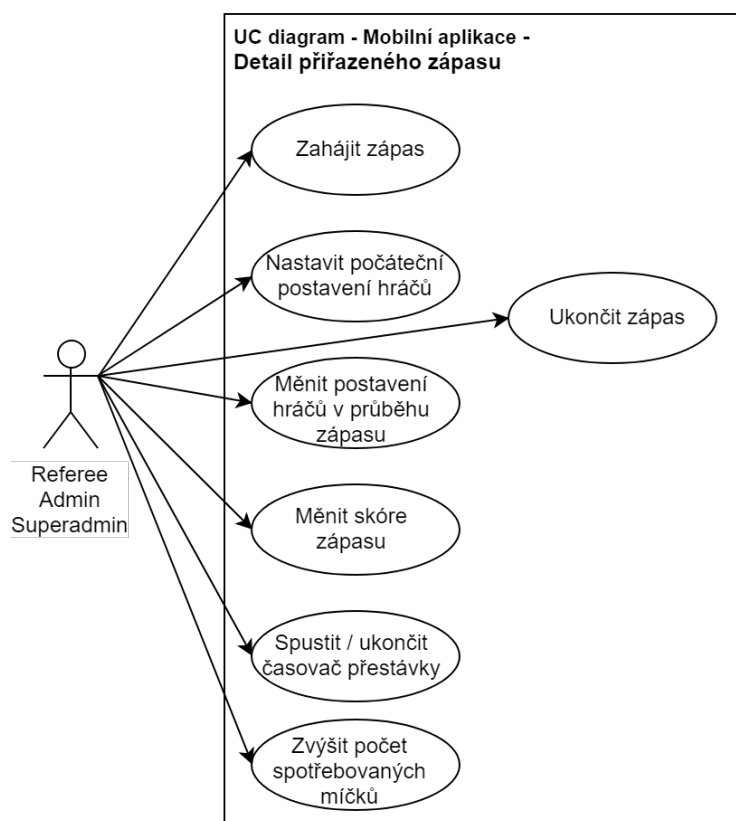 UC diagram - Mobilní aplikace -
Detail přiřazeného zápasu
Zahájit zápas
Nastavit počáteční
postavení hráčů
Ukončit zápas
Měnit postavení
hráčů v průběhu
zápasu
Referee
Admin
Superadmin
Měnit skóre
zápasu
Spustit / ukončit
časovač přestávky
Zvýšit počet
spotřebovaných
míčků